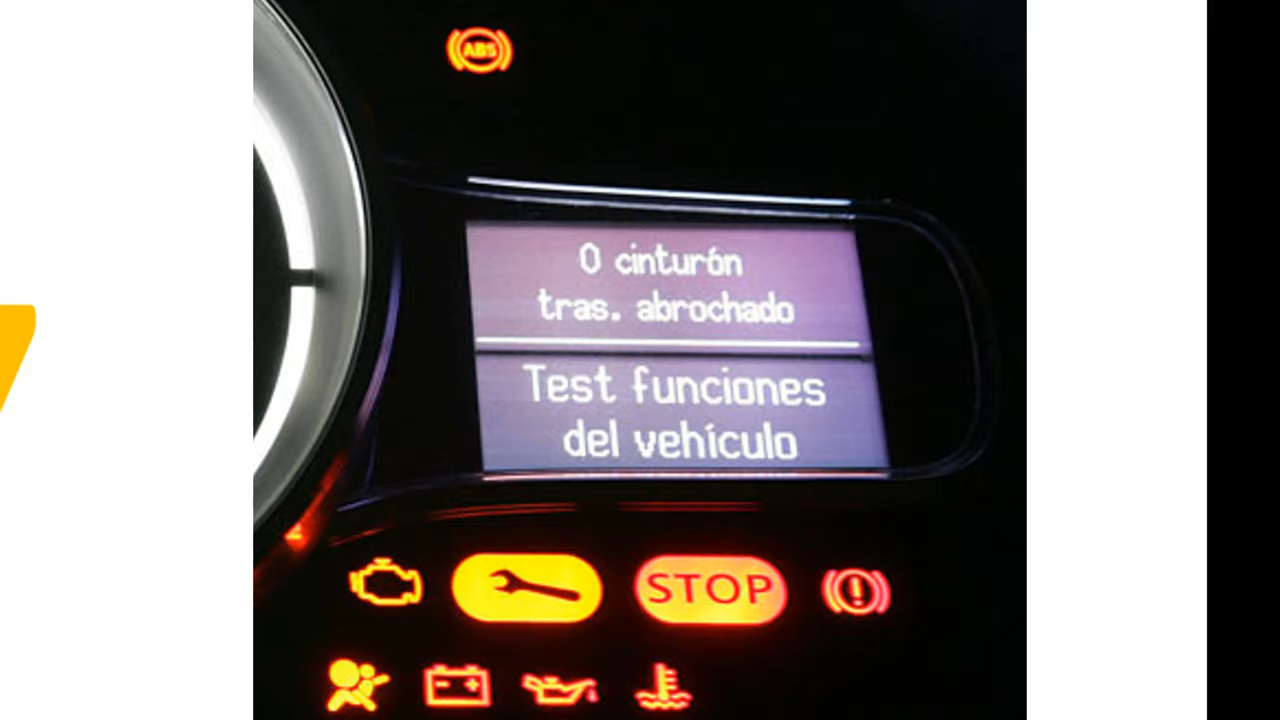 ABS
0 cinturón
tras. abrochado
Test funciones
del vehículo
STOP